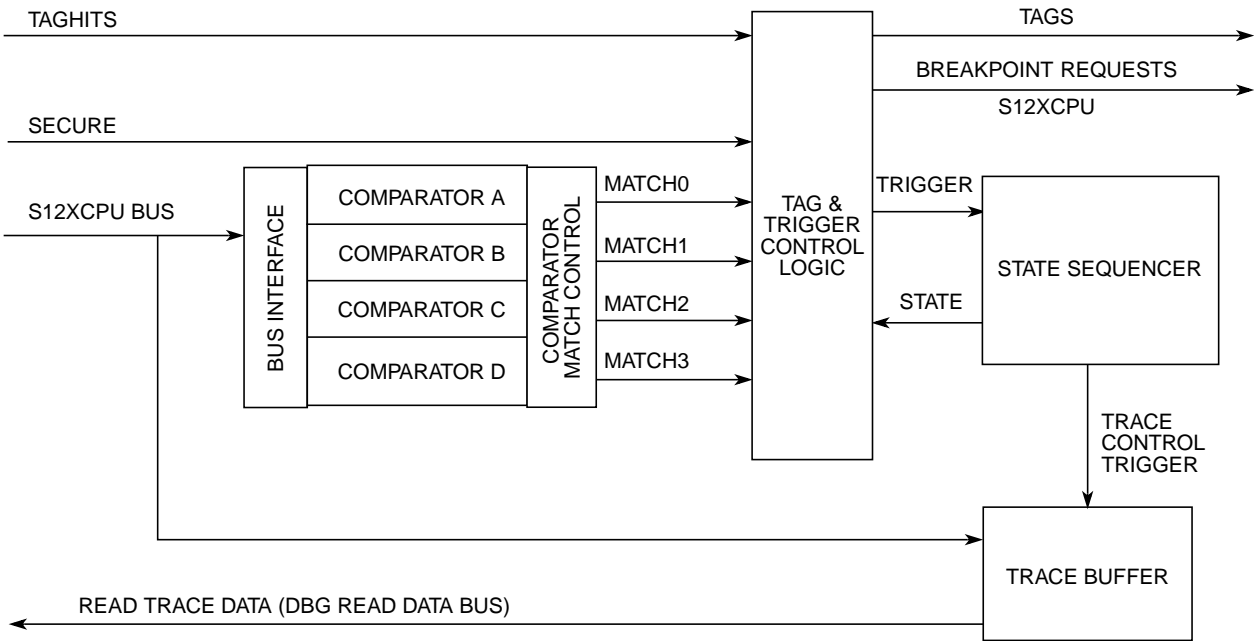 TAGHITS
TAGS
BREAKPOINT REQUESTS
S12XCPU
SECURE
S12XCPU BUS
BUS INTERFACE
COMPARATOR A
COMPARATOR B
COMPARATOR C
COMPARATOR D
COMPARATOR
MATCH CONTROL
MATCH0
MATCH1
MATCH2
MATCH3
TAG &
TRIGGER
CONTROL
LOGIC
TRIGGER
STATE
STATE SEQUENCER
TRACE
CONTROL
TRIGGER
TRACE BUFFER
READ TRACE DATA (DBG READ DATA BUS)